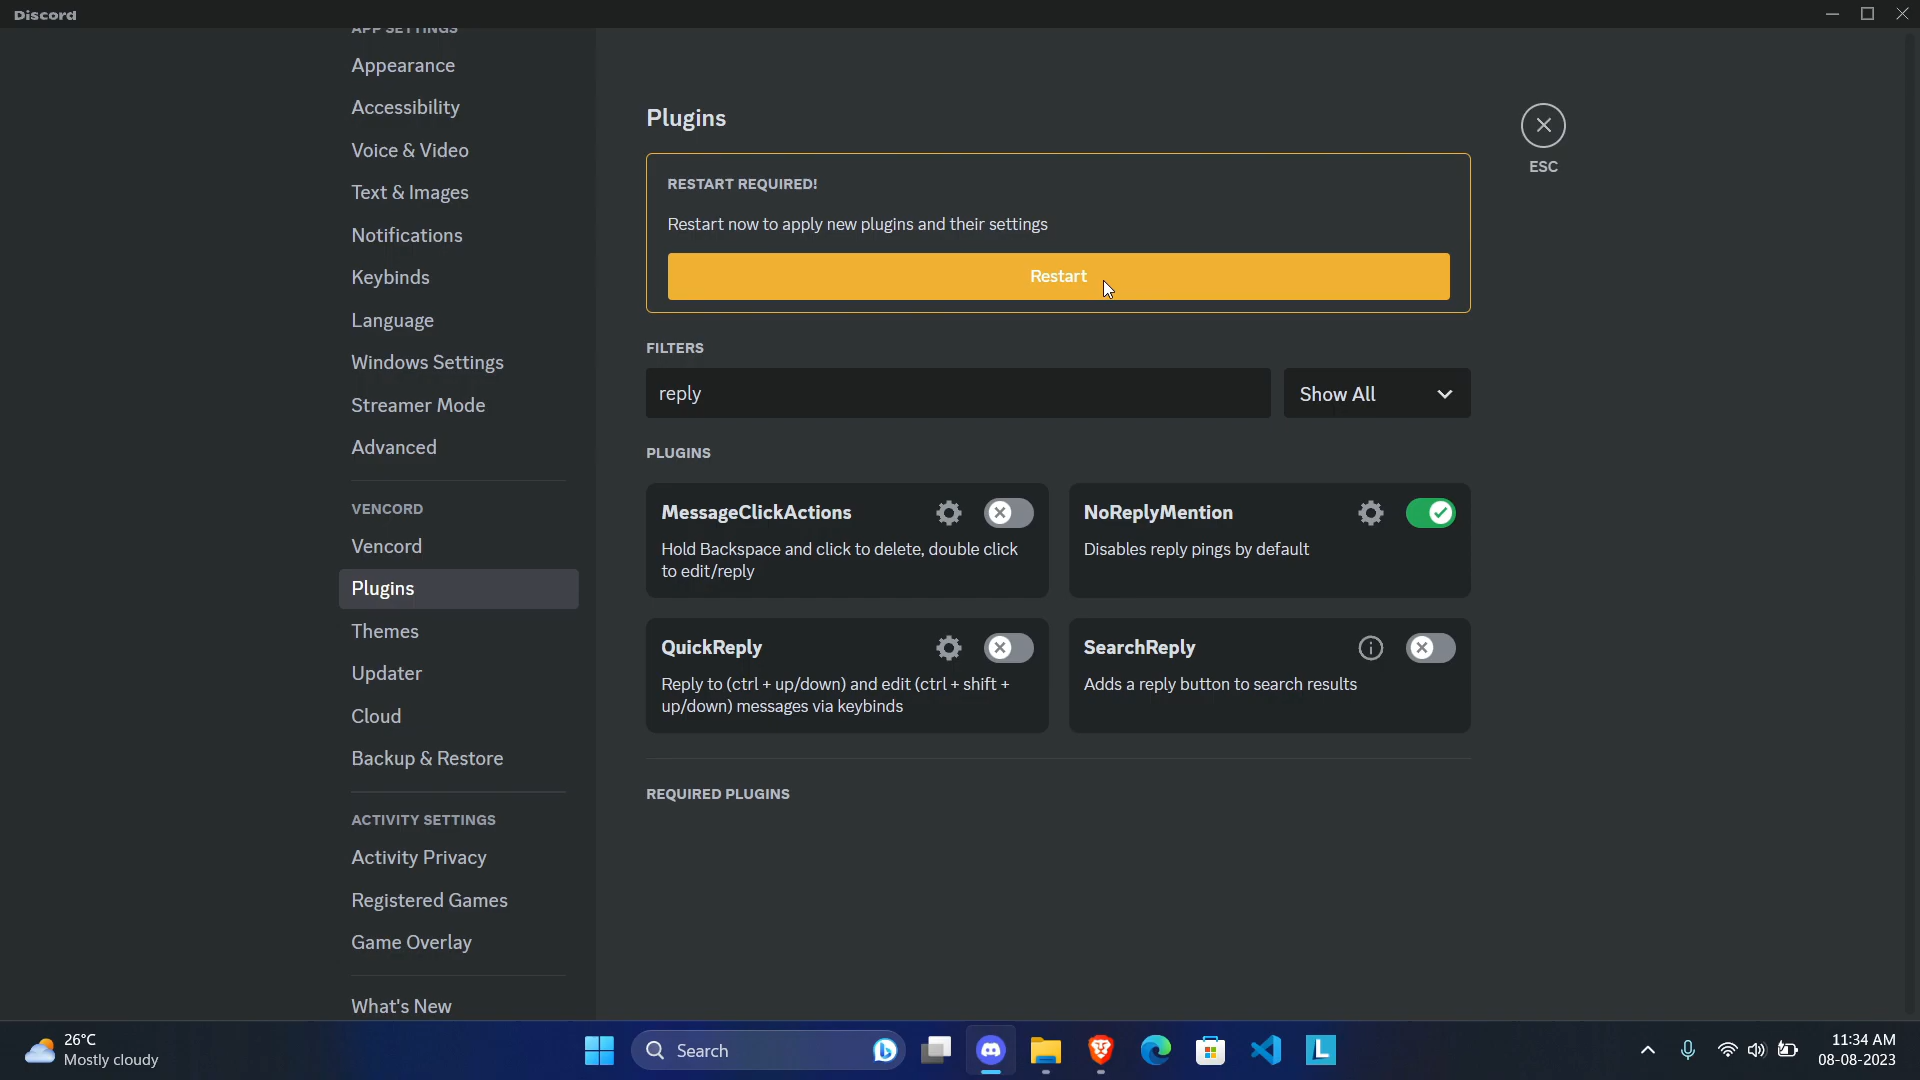 Discord
APP SETTINGS
Appearance
Accessibility
Voice & Video
Text & Images
Notifications
Keybinds
Language
Windows Settings
Streamer Mode
Advanced
VENCORD
Vencord
Plugins
Themes
Updater
Cloud
Backup & Restore
ACTIVITY SETTINGS
Activity Privacy
Registered Games
Game Overlay
What's New
Plugins
RESTART REQUIRED!
Restart now to apply new plugins and their settings
Restart
ESC
FILTERS
reply
Show All
PLUGINS
MessageClickActions
Hold Backspace and click to delete, double click
to edit/reply
NoReplyMention
Disables reply pings by default
QuickReply
Reply to (ctrl + up/down) and edit (ctrl + shift +
up/down) messages via keybinds
SearchReply
Adds a reply button to search results
REQUIRED PLUGINS
26°C
Mostly cloudy
Search
L
11:34 AM
08-08-2023